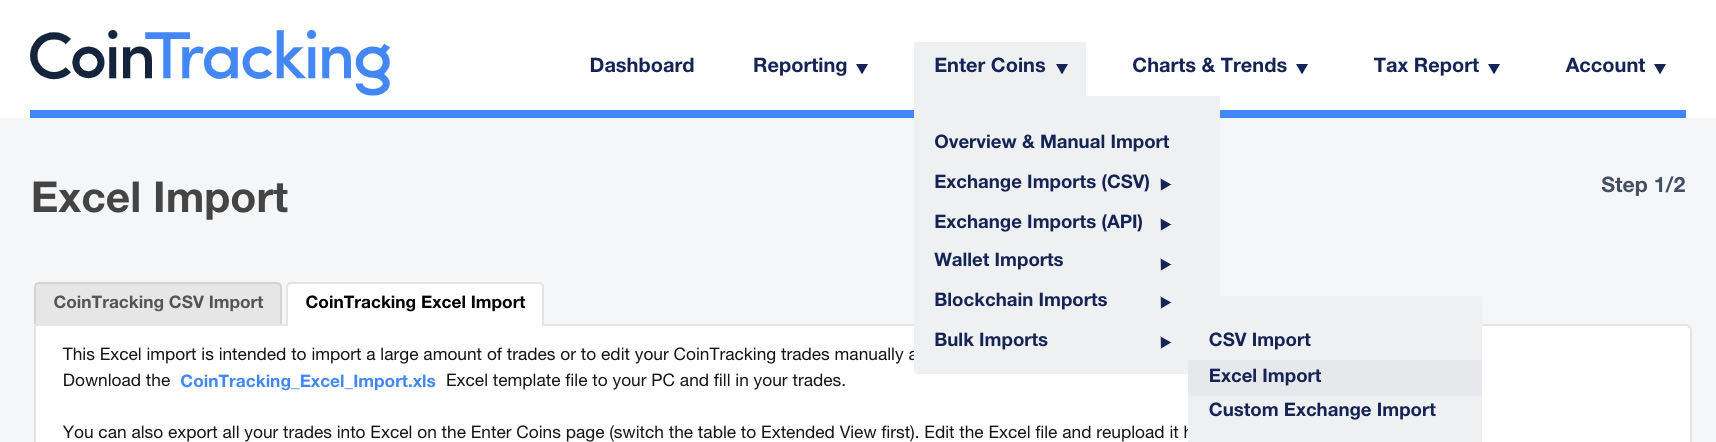 CoinTracking
Dashboard Reporting ▼ Enter Coins ▼ Charts & Trends ▼ Tax Report ▼ Account ▼
Overview & Manual Import
Exchange Imports (CSV) ▶
Exchange Imports (API) ▶
Wallet Imports ▶
Blockchain Imports ▶
Bulk Imports ▶
CSV Import
Excel Import
Custom Exchange Import
Excel Import
Step 1/2
CoinTracking CSV Import CoinTracking Excel Import
This Excel import is intended to import a large amount of trades or to edit your CoinTracking trades manually
Download the CoinTracking_Excel_Import.xls Excel template file to your PC and fill in your trades.
You can also export all your trades into Excel on the Enter Coins page (switch the table to Extended View first). Edit the Excel file and reupload it